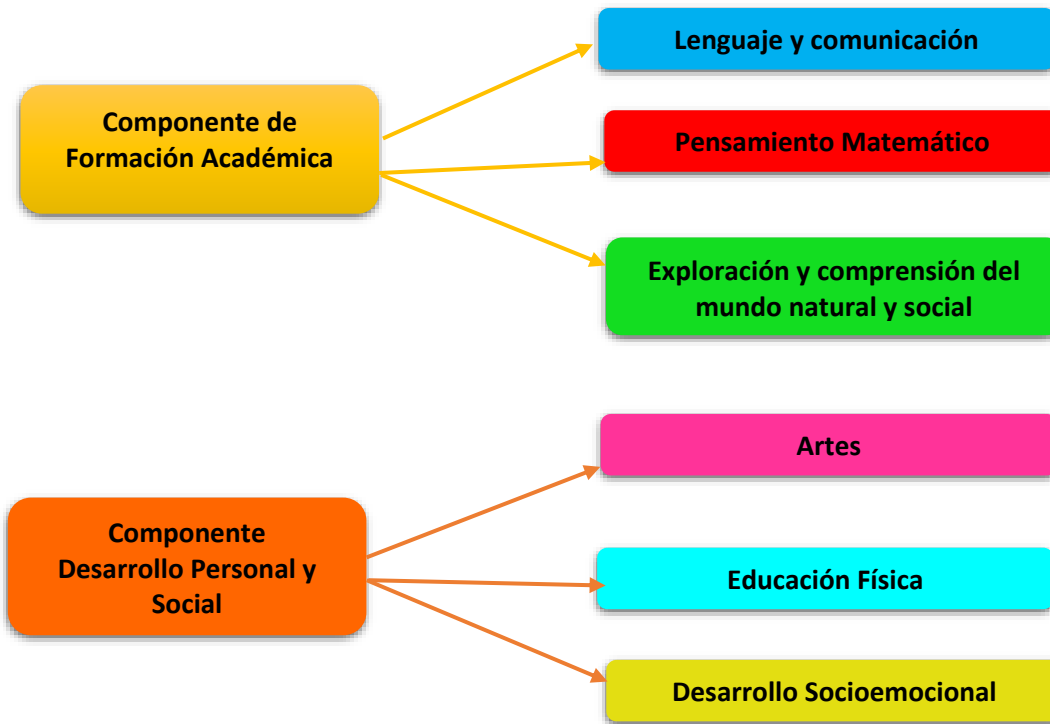 Componente de
Formación Académica
Lenguaje y comunicación
Pensamiento Matemático
Exploración y comprensión del
mundo natural y social
Componente
Desarrollo Personal y
Social
Artes
Educación Física
Desarrollo Socioemocional